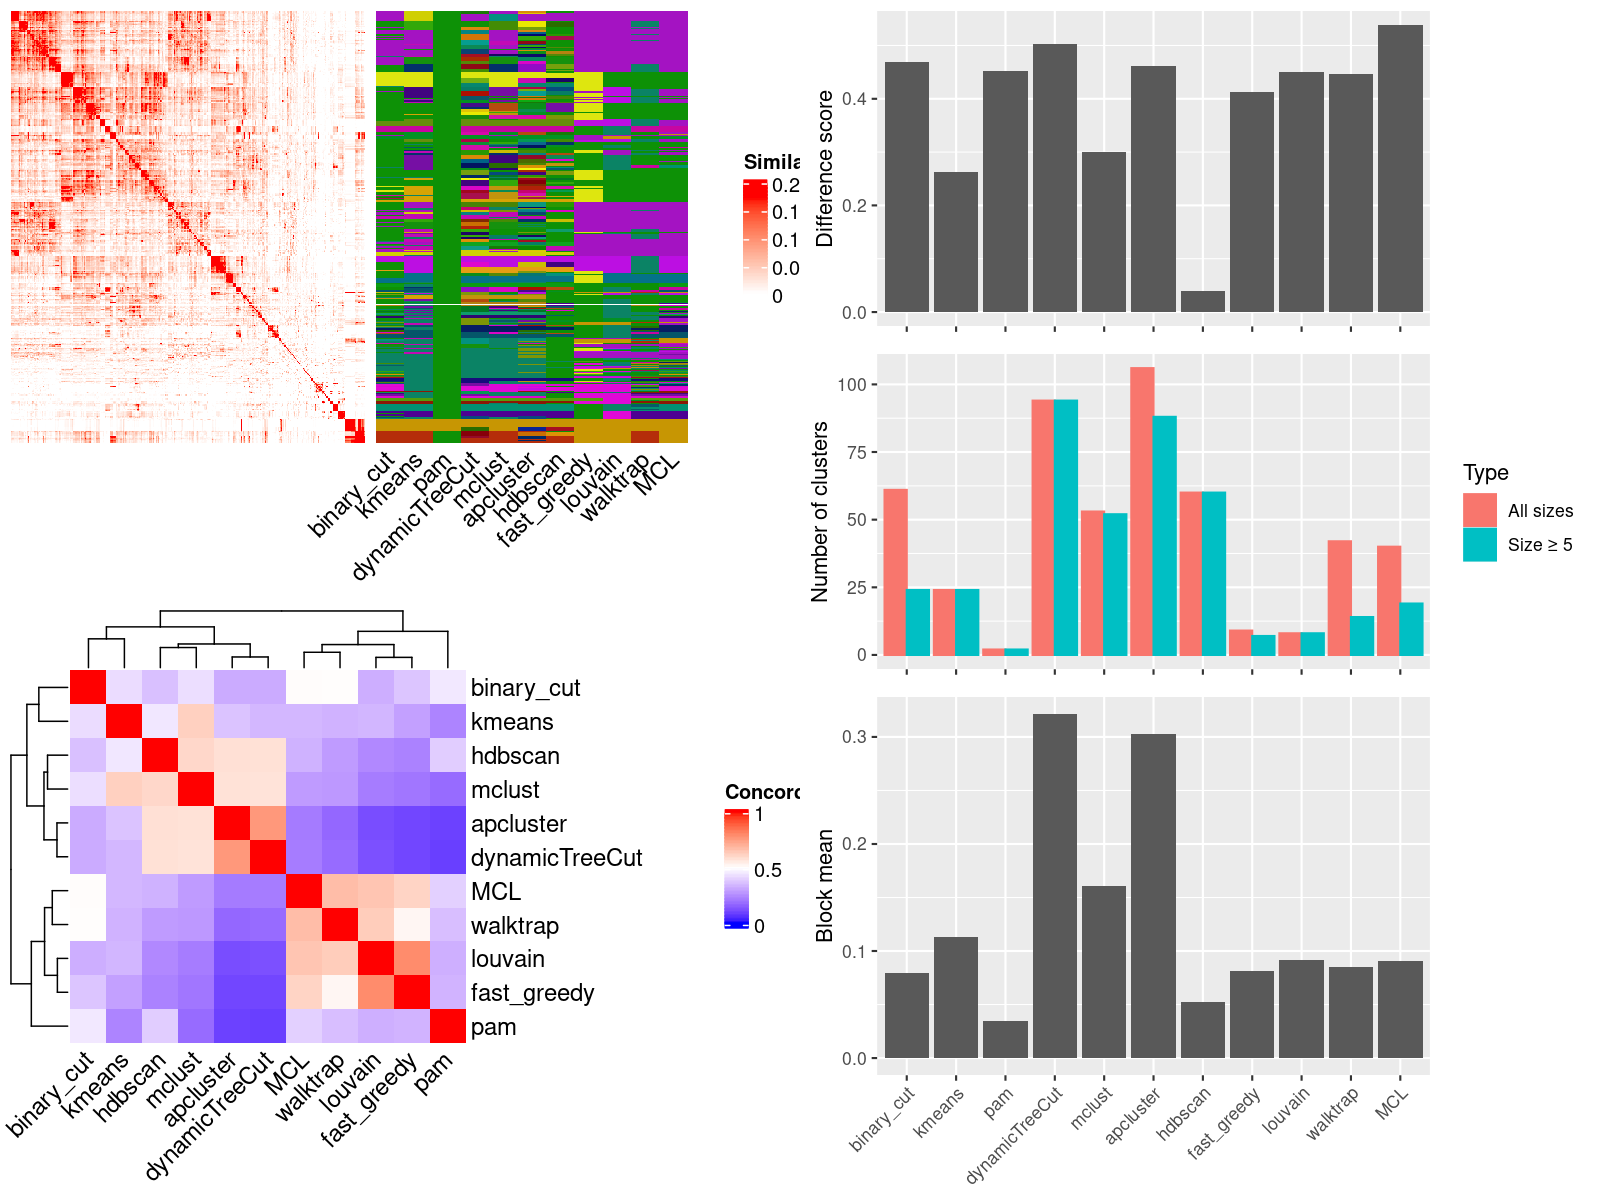 Simila
0.2
0.1
0.1
0.0
0
binary_cut
kmeans
pam
dynamicTreeCut
mclust
apcluster
hdbscan
fast_greedy
louvain
walktrap
MCL
binary_cut
kmeans
hdbscan
mclust
apcluster
dynamicTreeCut
MCL
walktrap
louvain
fast_greedy
pam
binary_cut
kmeans
hdbscan
mclust
apcluster
dynamicTreeCut
MCL
walktrap
louvain
fast_greedy
pam
Concord
1
0.5
0
Difference score
0.4
0.2
0.0
Number of clusters
100
75
50
25
0
Type
All sizes
Size ≥ 5
Block mean
0.3
0.2
0.1
0.0
binary_cut
kmeans
pam
dynamicTreeCut
mclust
apcluster
hdbscan
fast_greedy
louvain
walktrap
MCL